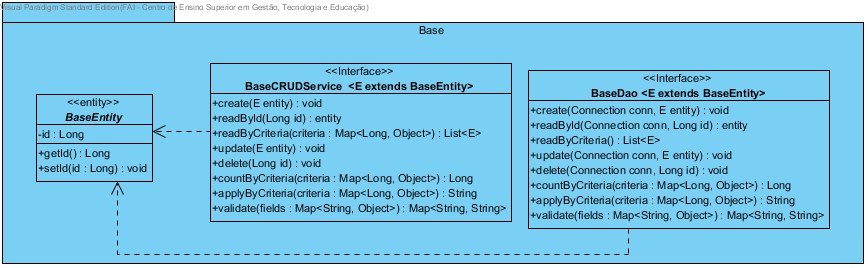 Visual Paradigm Standard Edition(FAI - Centro de Ensino Superior em Gestão, Tecnologia e Educação)
Base
<<entity>>
BaseEntity
-id : Long
+getId() : Long
+setId(id : Long) : void
<<Interface>>
BaseCRUDService <E extends BaseEntity>
+create(E entity) : void
+readById(Long id) : entity
+readByCriteria(criteria : Map<Long, Object>) : List<E>
+update(E entity) : void
+delete(Long id) : void
+countByCriteria(criteria : Map<Long, Object>) : Long
+applyByCriteria(criteria : Map<Long, Object>) : String
+validate(fields : Map<String, Object>) : Map<String, String>
<<Interface>>
BaseDao <E extends BaseEntity>
+create(Connection conn, E entity) : void
+readById(Connection conn, Long id) : entity
+readByCriteria() : List<E>
+update(Connection conn, E entity) : void
+delete(Connection conn, Long id) : void
+countByCriteria(criteria : Map<Long, Object>) : Long
+applyByCriteria(criteria : Map<Long, Object>) : String
+validate(fields : Map<String, Object>) : Map<String, String>